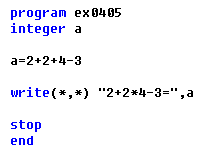 program ex0405
integer a
a=2+2+4-3
write(*,*) "2+2*4-3=",a
stop
end